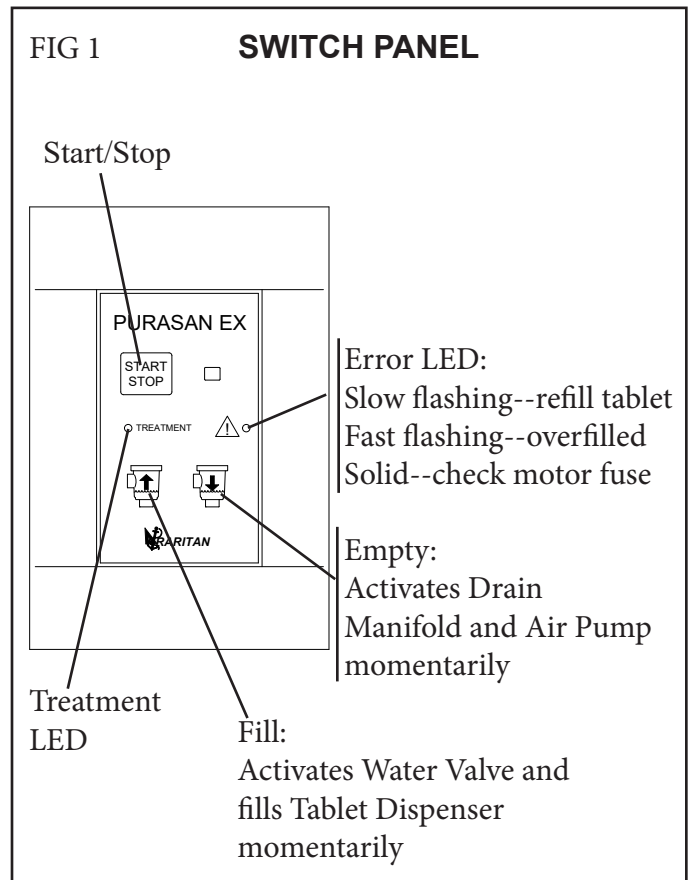 FIG 1 SWITCH PANEL
Start/Stop
PURASAN EX
START
STOP
TREATMENT
RARITAN
Error LED:
Slow flashing--refill tablet
Fast flashing--overfilled
Solid--check motor fuse
Empty:
Activates Drain
Manifold and Air Pump
momentarily
Treatment
LED
Fill:
Activates Water Valve and
fills Tablet Dispenser
momentarily